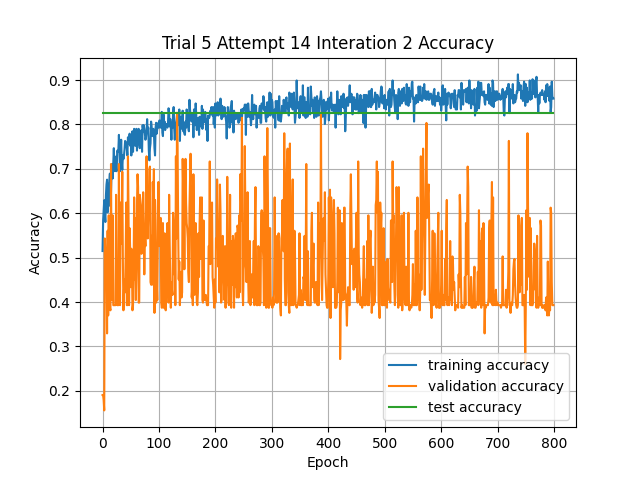 Trial 5 Attempt 14 Interation 2 Accuracy
0.9
0.8
0.7
0.6
0.5
0.4
0.3
0.2
Accuracy
0 100 200 300 400 500 600 700 800
Epoch
training accuracy
validation accuracy
test accuracy